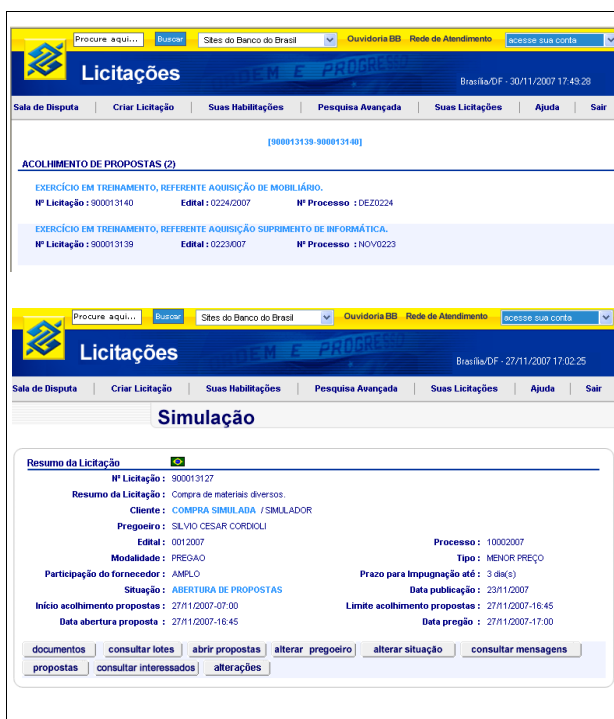 Procure aqui... Buscar Sites do Banco do Brasil Ouvidoria BB Rede de Atendimento acesse sua conta
Licitações
ORDEM E PROGRESSO
Brasília/DF - 30/11/2007 17:49:28
Sala de Disputa | Criar Licitação | Suas Habilitações | Pesquisa Avançada | Suas Licitações | Ajuda | Sair
[900013139-900013140]
ACOLHIMENTO DE PROPOSTAS (2)
EXERCÍCIO EM TREINAMENTO, REFERENTE AQUISIÇÃO DE MOBILIÁRIO.
Nº Licitação : 900013140 Edital : 0224/2007 Nº Processo : DEZ0224
EXERCÍCIO EM TREINAMENTO, REFERENTE AQUISIÇÃO SUPRIMENTO DE INFORMÁTICA.
Nº Licitação : 900013139 Edital : 0223/007 Nº Processo : NOV0223
Procure aqui... Buscar Sites do Banco do Brasil Ouvidoria BB Rede de Atendimento acesse sua conta
Licitações
ORDEM E PROGRESSO
Brasília/DF - 27/11/2007 17:02:25
Sala de Disputa | Criar Licitação | Suas Habilitações | Pesquisa Avançada | Suas Licitações | Ajuda | Sair
Simulação
Resumo da Licitação
Nº Licitação : 900013127
Resumo da Licitação : Compra de materiais diversos.
Cliente : COMPRA SIMULADA / SIMULADOR
Pregoeiro : SILVIO CESAR CORDIOLI
Edital : 0012007 Processo : 10002007
Modalidade : PREGAO Tipo : MENOR PREÇO
Participação do fornecedor : AMPLO Prazo para Impugnação até : 3 dia(s)
Situação : ABERTURA DE PROPOSTAS Data publicação : 23/11/2007
Início acolhimento propostas : 27/11/2007-07:00 Limite acolhimento propostas : 27/11/2007-16:45
Data abertura proposta : 27/11/2007-16:45 Data pregão : 27/11/2007-17:00
documentos consultar lotes abrir propostas alterar pregoeiro alterar situação consultar mensagens
propostas consultar interessados alterações